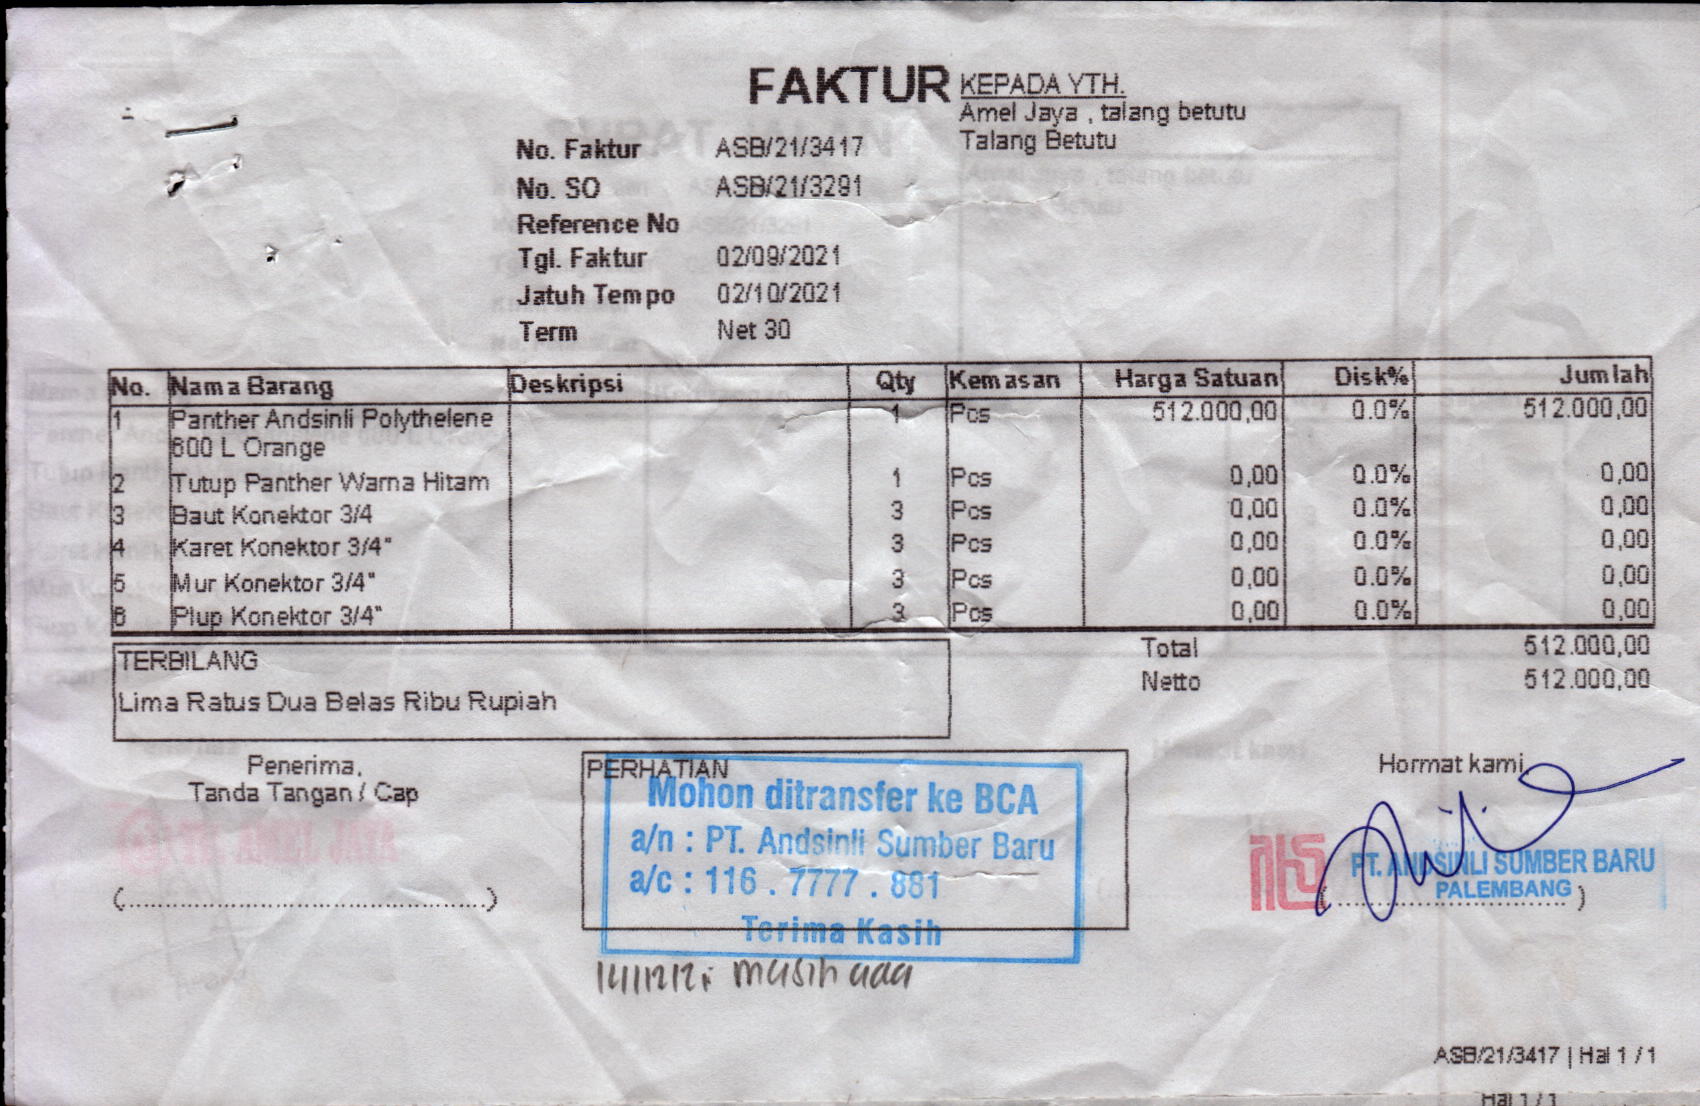 FAKTUR
KEPADA YTH.
Amel Jaya , talang betutu
Talang Betutu
No. Faktur ASB/21/3417
No. SO ASB/21/3291
Reference No
Tgl. Faktur 02/09/2021
Jatuh Tempo 02/10/2021
Term Net 30
No. Nama Barang Deskripsi Qty Kemasan Harga Satuan Disk% Jumlah
1 Panther Andsinli Polythelene 1 Pcs 512.000,00 0.0% 512.000,00
600 L Orange
2 Tutup Panther Warna Hitam 1 Pcs 0,00 0.0% 0,00
3 Baut Konektor 3/4 3 Pcs 0,00 0.0% 0,00
4 Karet Konektor 3/4" 3 Pcs 0,00 0.0% 0,00
5 Mur Konektor 3/4" 3 Pcs 0,00 0.0% 0,00
6 Plup Konektor 3/4" 3 Pcs 0,00 0.0% 0,00
Total 512.000,00
Netto 512.000,00
TERBILANG
Lima Ratus Dua Belas Ribu Rupiah
Penerima,
Tanda Tangan / Cap
AMEL JAYA
PERHATIAN
Mohon ditransfer ke BCA
a/n : PT. Andsinli Sumber Baru
a/c : 116 . 7777 . 881
Terima Kasih
masih ada
Hormat kami,
PT. ANDSINLI SUMBER BARU
PALEMBANG
ASB/21/3417 | Hal 1 / 1
Hal 1 / 1